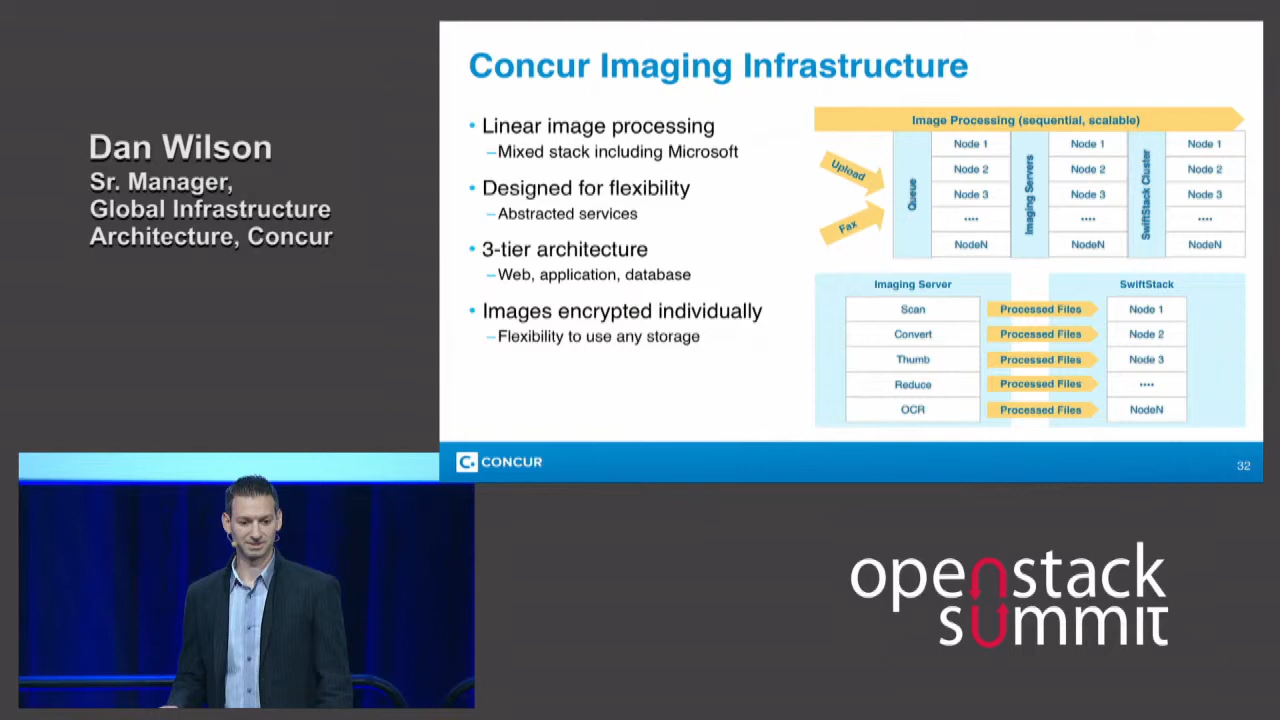 Dan Wilson
Sr. Manager,
Global Infrastructure
Architecture, Concur
Concur Imaging Infrastructure
• Linear image processing
–Mixed stack including Microsoft
• Designed for flexibility
–Abstracted services
• 3-tier architecture
–Web, application, database
• Images encrypted individually
–Flexibility to use any storage
Image Processing (sequential, scalable)
Upload
Fax
Queue
Node 1
Node 2
Node 3
....
NodeN
Imaging Servers
Node 1
Node 2
Node 3
....
NodeN
SwiftStack Cluster
Node 1
Node 2
Node 3
....
NodeN
Imaging Server
SwiftStack
Scan
Processed Files
Node 1
Convert
Processed Files
Node 2
Thumb
Processed Files
Node 3
Reduce
Processed Files
....
OCR
Processed Files
NodeN
C. CONCUR
32
openstack
summit